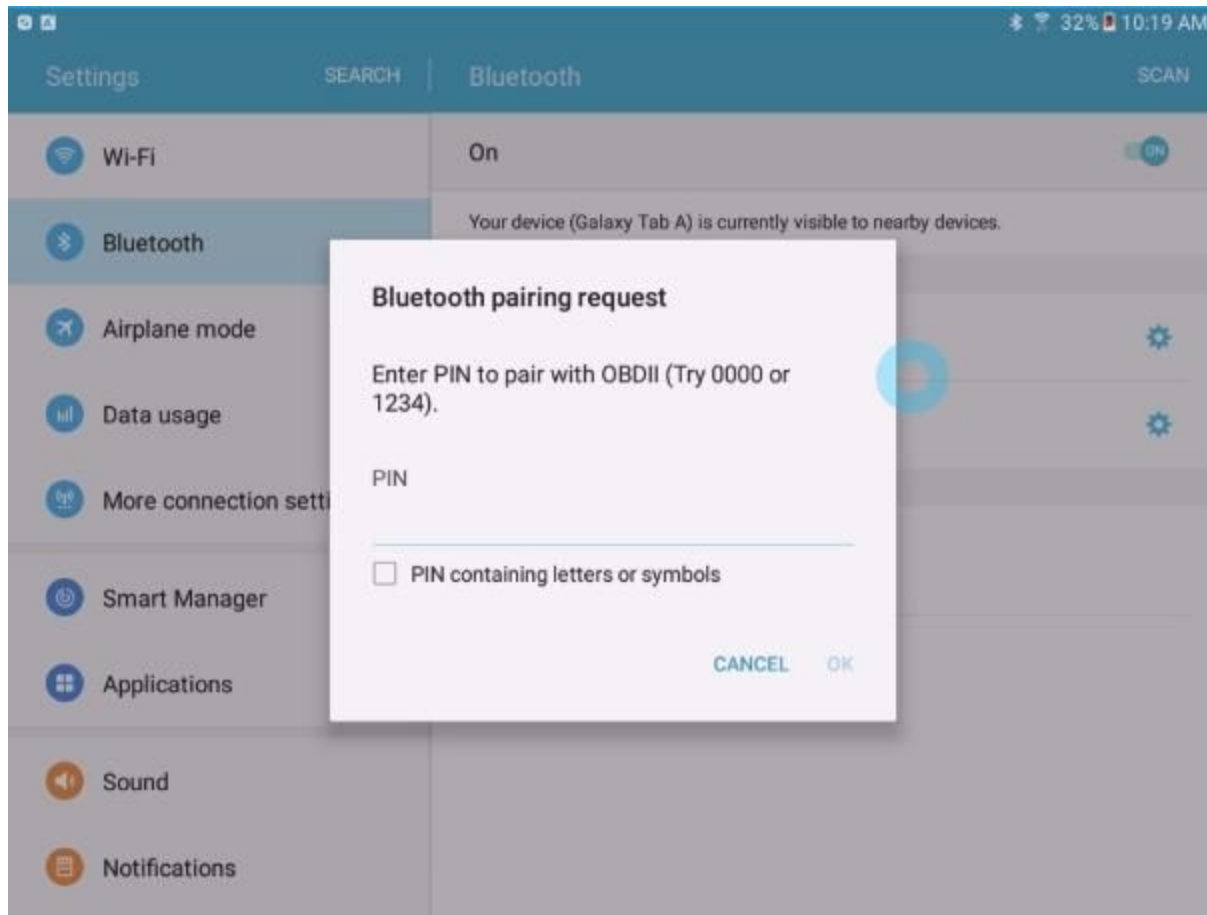 32% 10:19 AM
Settings SEARCH Bluetooth SCAN
Wi-Fi
Bluetooth
Airplane mode
Data usage
More connection setti
Smart Manager
Applications
Sound
Notifications
On ON
Your device (Galaxy Tab A) is currently visible to nearby devices.
Bluetooth pairing request
Enter PIN to pair with OBDII (Try 0000 or
1234).
PIN
PIN containing letters or symbols
CANCEL OK